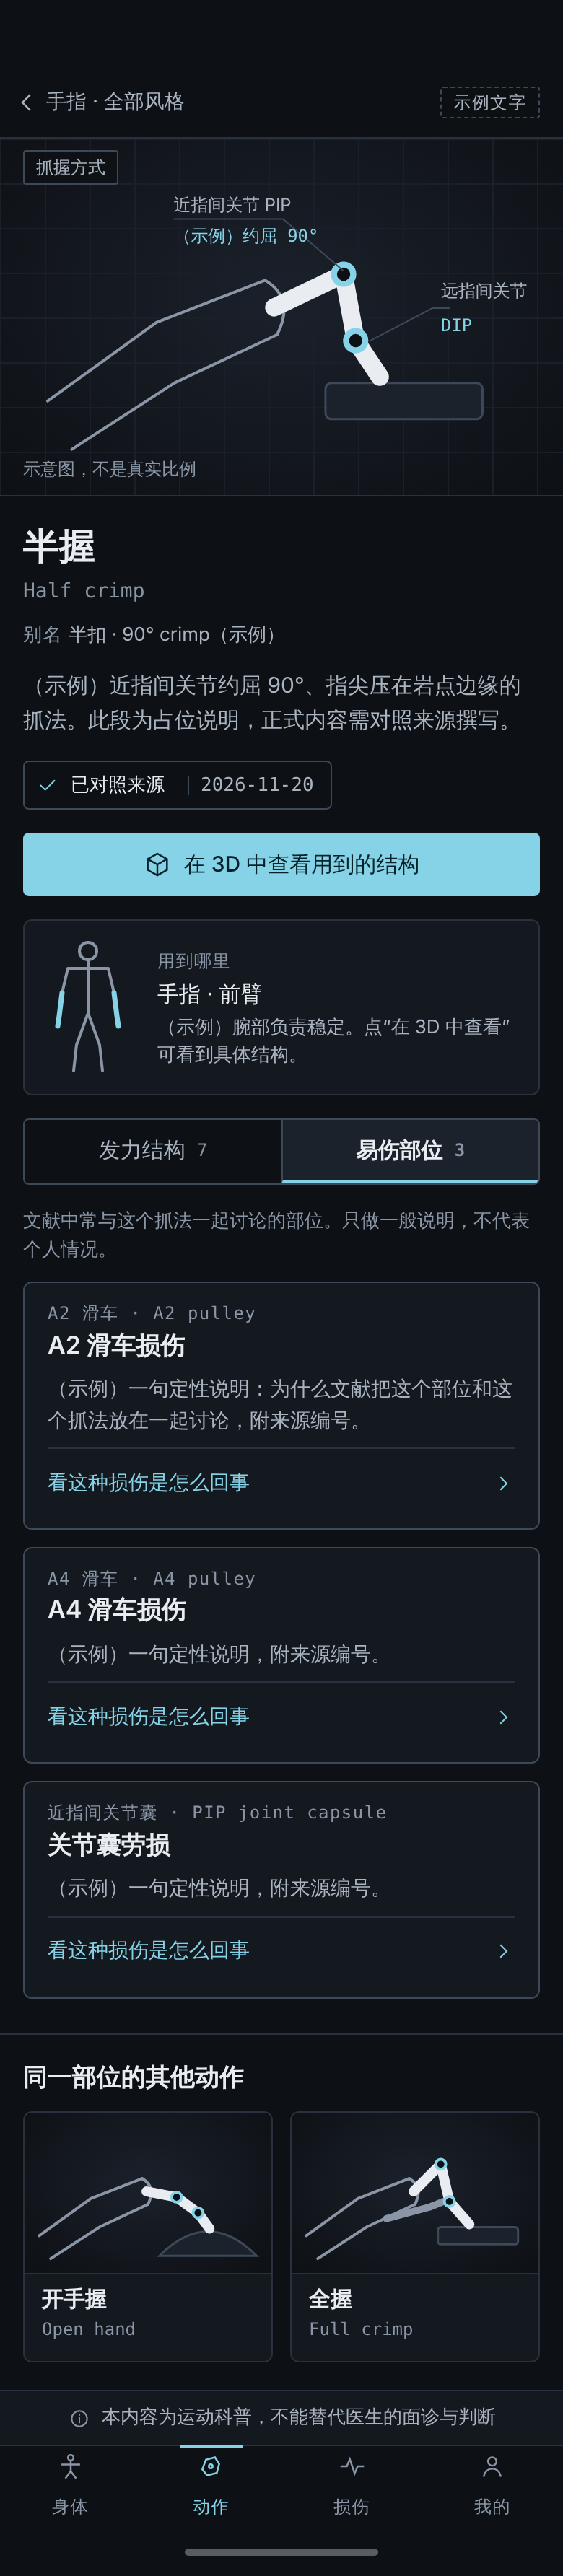 手指 · 全部风格
示例文字
抓握方式
近指间关节 PIP
（示例）约屈 90°
远指间关节
DIP
示意图，不是真实比例
半握
Half crimp
别名 半扣 · 90° crimp（示例）
（示例）近指间关节约屈 90°、指尖压在岩点边缘的
抓法。此段为占位说明，正式内容需对照来源撰写。
已对照来源 | 2026-11-20
在 3D 中查看用到的结构
用到哪里
手指 · 前臂
（示例）腕部负责稳定。点“在 3D 中查看”
可看到具体结构。
发力结构 7
易伤部位 3
文献中常与这个抓法一起讨论的部位。只做一般说明，不代表
个人情况。
A2 滑车 · A2 pulley
A2 滑车损伤
（示例）一句定性说明：为什么文献把这个部位和这
个抓法放在一起讨论，附来源编号。
看这种损伤是怎么回事
A4 滑车 · A4 pulley
A4 滑车损伤
（示例）一句定性说明，附来源编号。
看这种损伤是怎么回事
近指间关节囊 · PIP joint capsule
关节囊劳损
（示例）一句定性说明，附来源编号。
看这种损伤是怎么回事
同一部位的其他动作
开手握
Open hand
全握
Full crimp
本内容为运动科普，不能替代医生的面诊与判断
身体
动作
损伤
我的